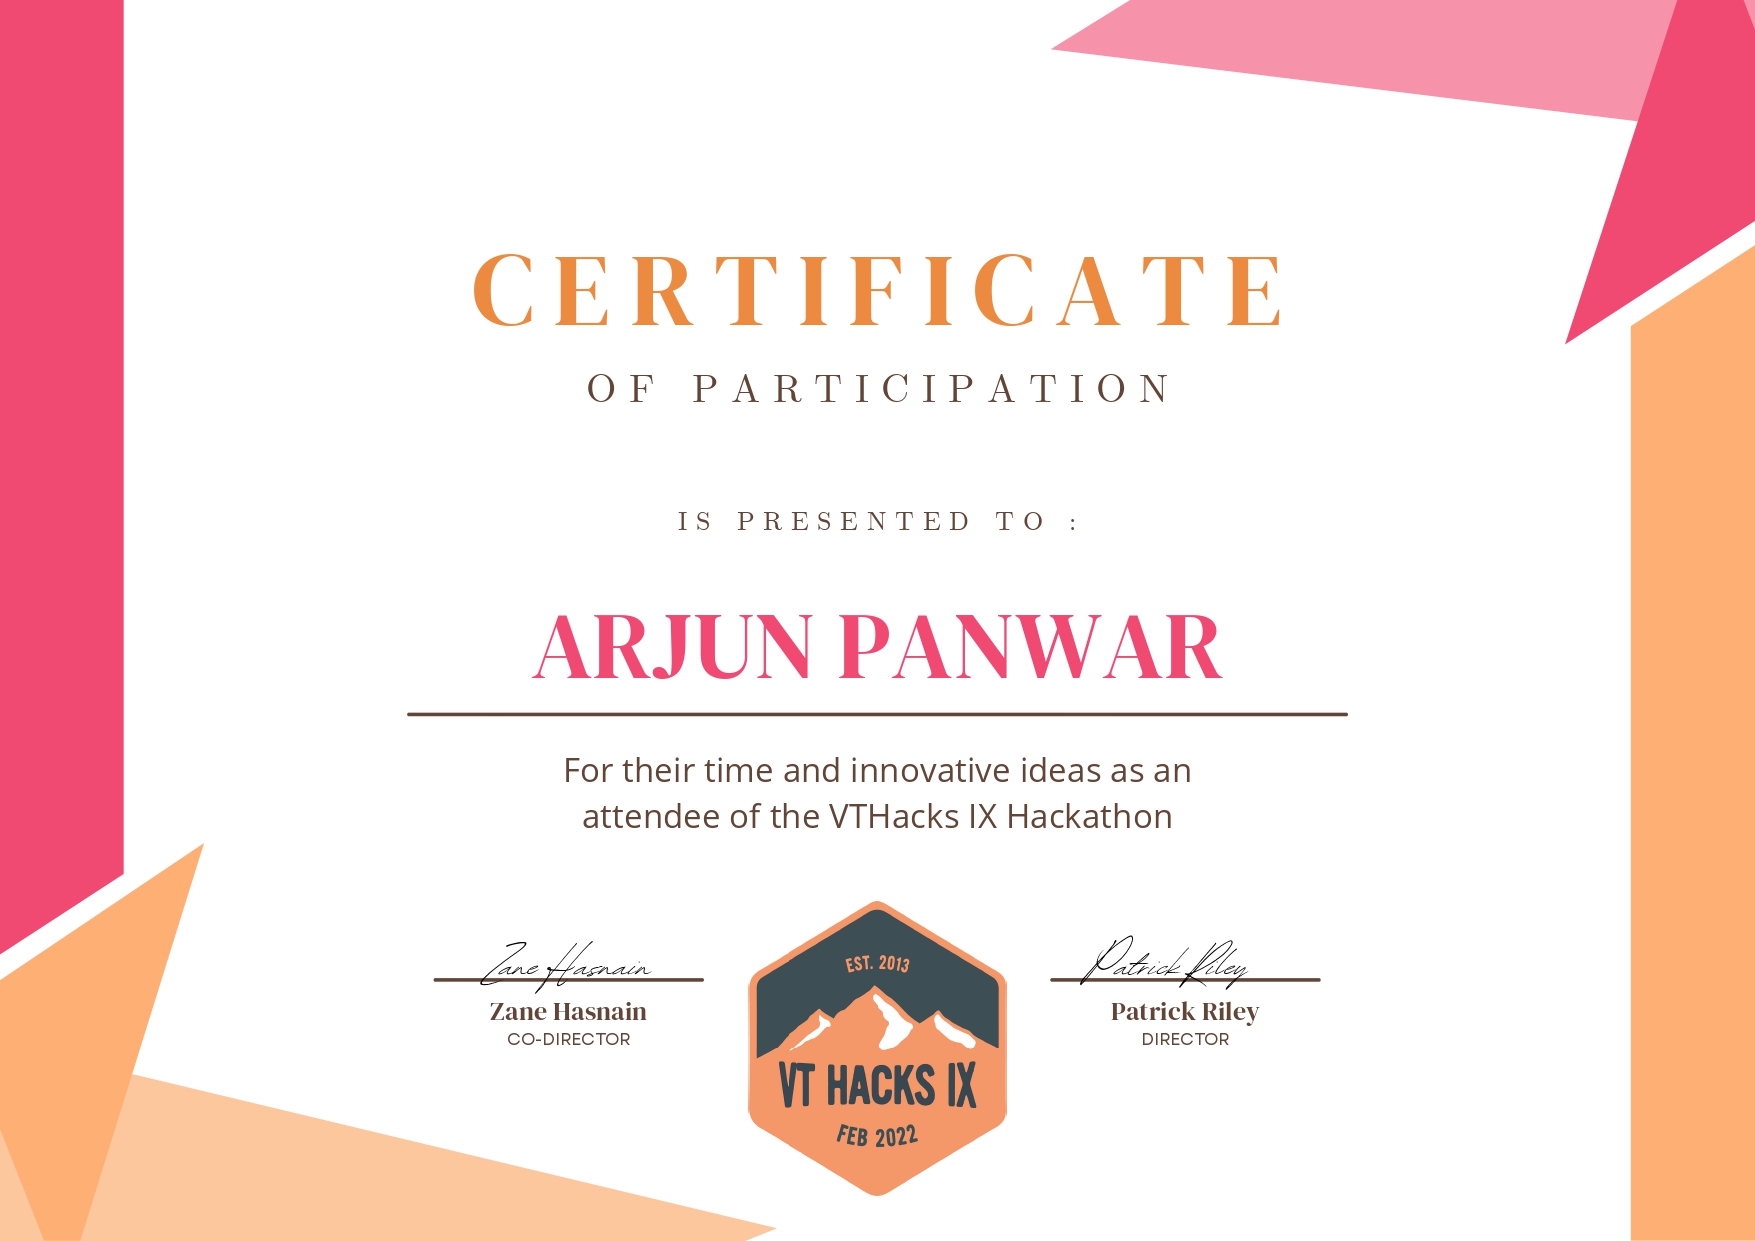 CERTIFICATE
OF PARTICIPATION
IS PRESENTED TO :
ARJUN PANWAR
For their time and innovative ideas as an
attendee of the VTHacks IX Hackathon
Zane Hasnain
Zane Hasnain
CO-DIRECTOR
EST. 2013
VT HACKS IX
FEB 2022
Patrick Riley
Patrick Riley
DIRECTOR